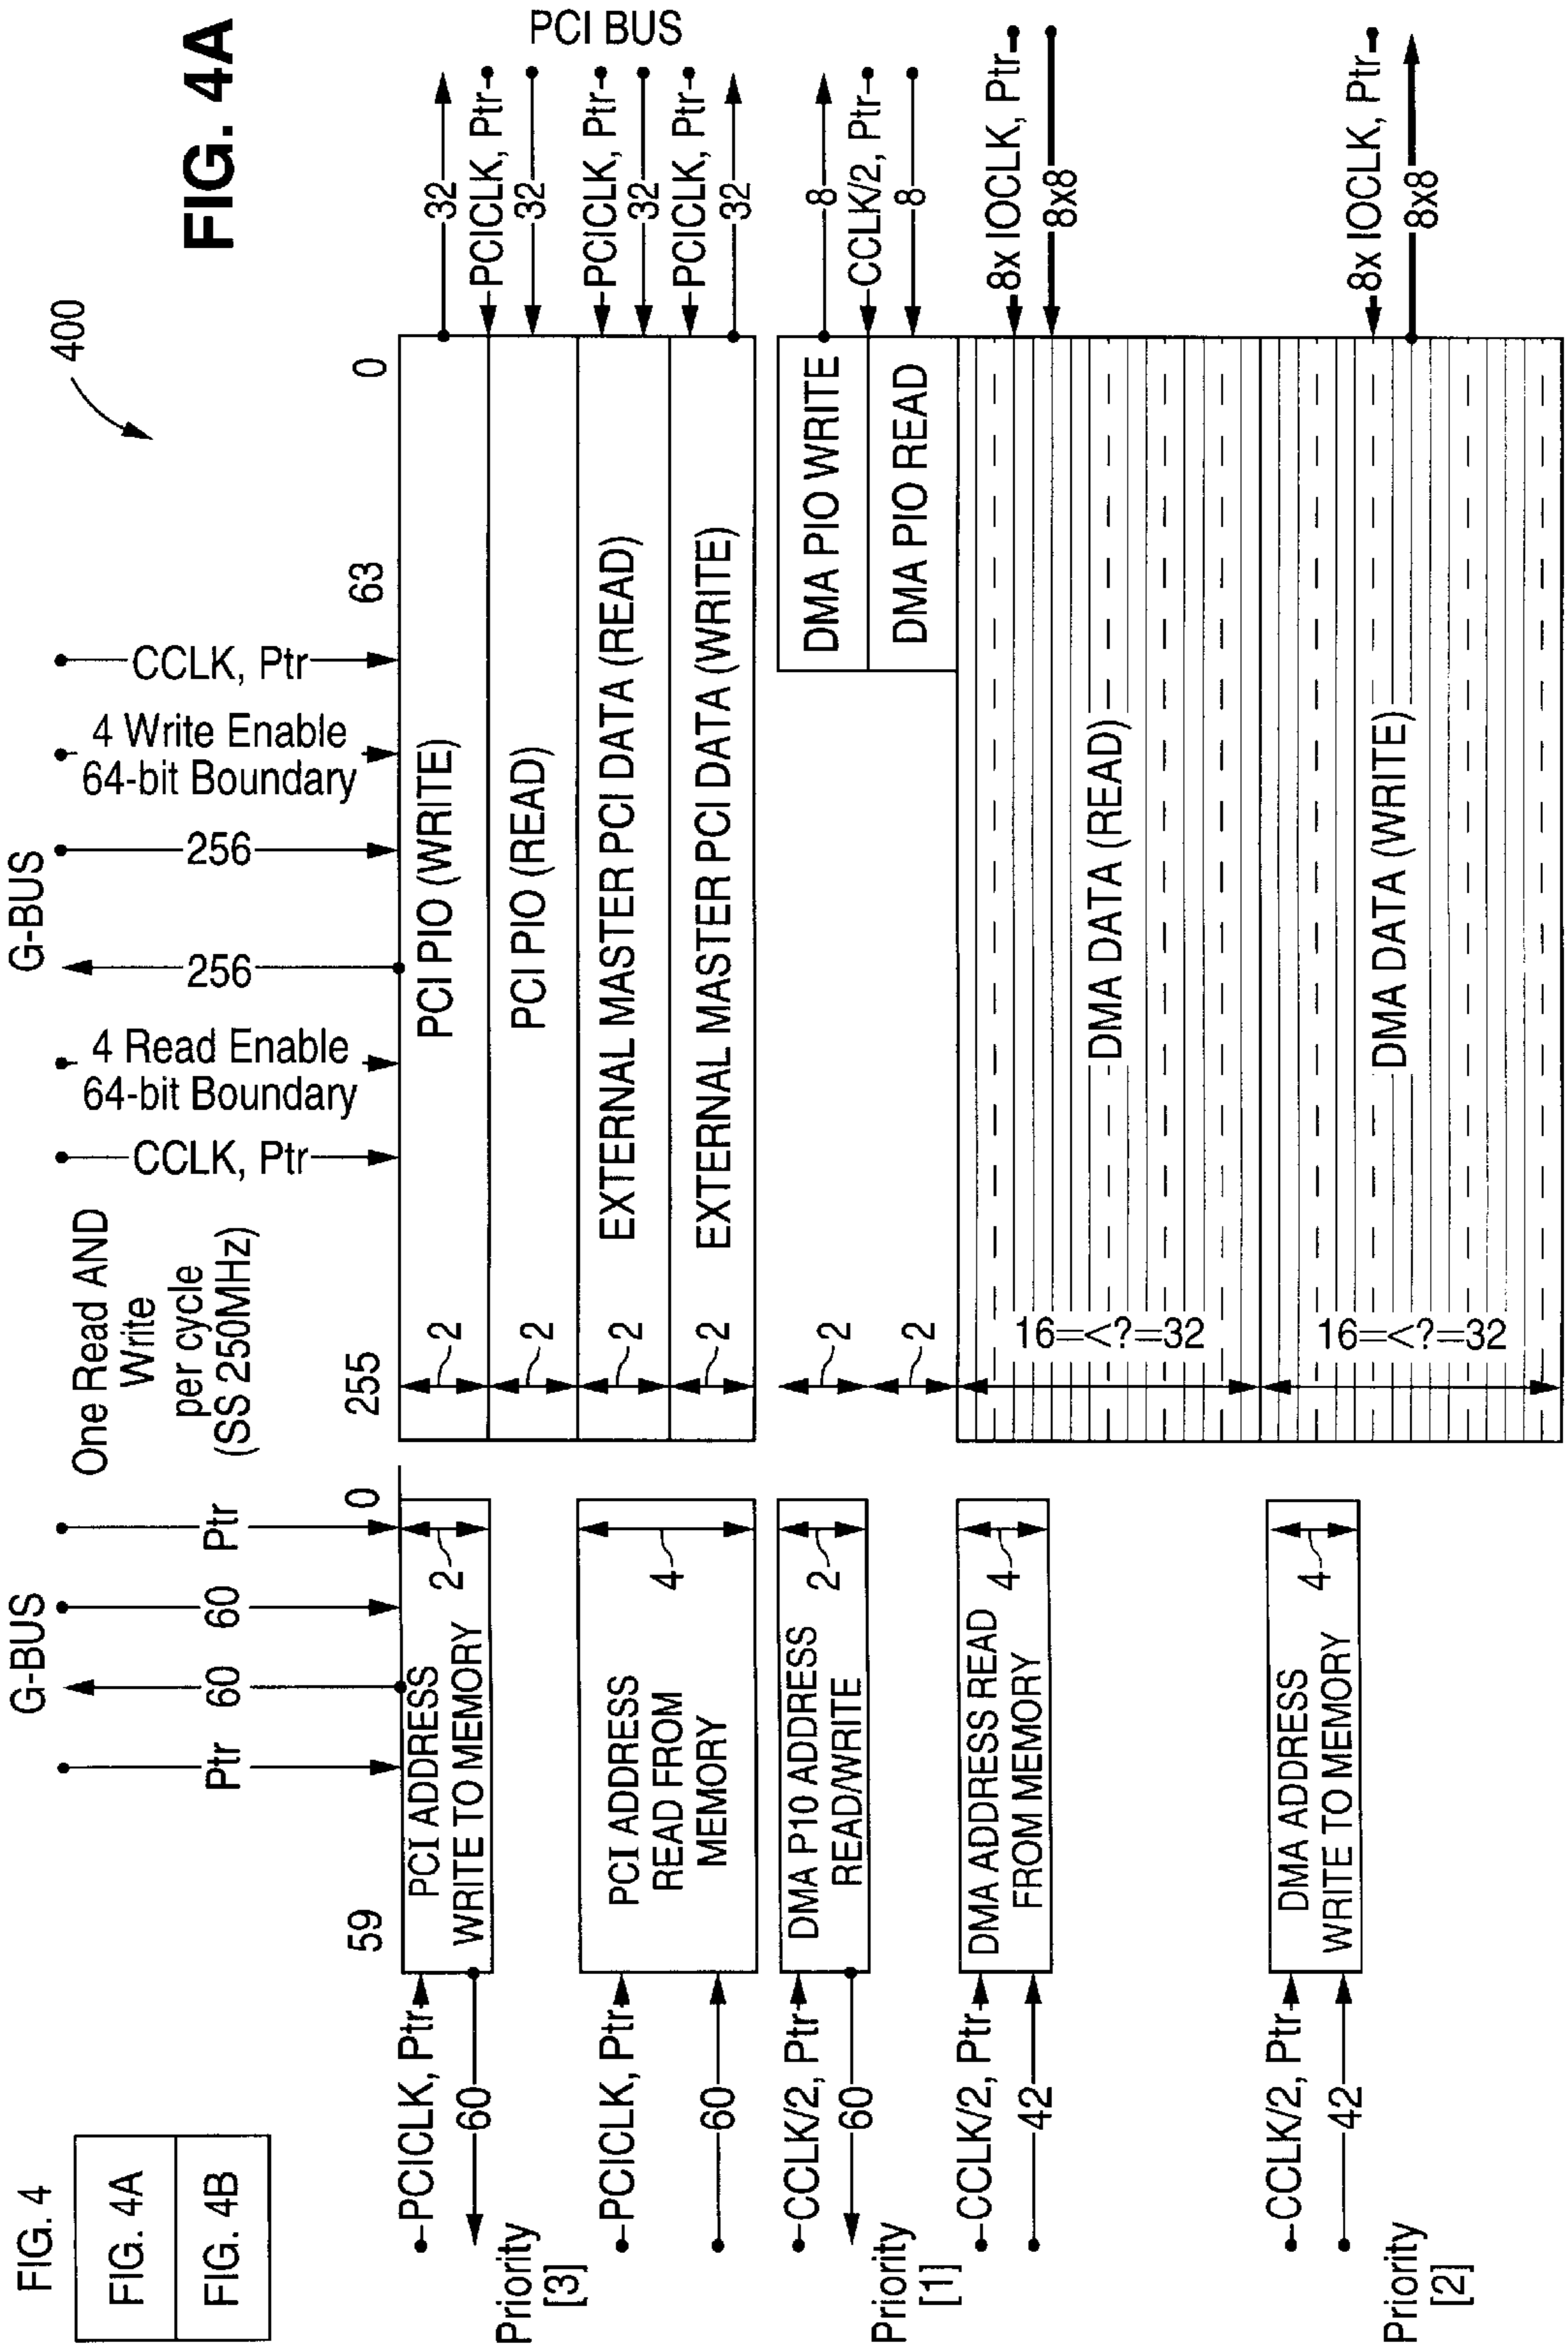 FIG. 4
FIG. 4A
FIG. 4B
FIG. 4A
400
G-BUS
Ptr
60
60
Ptr
One Read AND
Write
per cycle
(SS 250MHz)
G-BUS
CCLK, Ptr
4 Read Enable
64-bit Boundary
256
256
4 Write Enable
64-bit Boundary
CCLK, Ptr
59
0
255
63
0
PCI BUS
PCICLK, Ptr
60
Priority
[3]
PCI ADDRESS
WRITE TO MEMORY
2
2
PCI PIO (WRITE)
32
PCICLK, Ptr
2
PCI PIO (READ)
32
PCICLK, Ptr
60
PCI ADDRESS
READ FROM
MEMORY
4
2
EXTERNAL MASTER PCI DATA (READ)
PCICLK, Ptr
32
2
EXTERNAL MASTER PCI DATA (WRITE)
PCICLK, Ptr
32
CCLK/2, Ptr
60
Priority
[1]
DMA P10 ADDRESS
READ/WRITE
2
2
DMA PIO WRITE
8
CCLK/2, Ptr
2
DMA PIO READ
8
CCLK/2, Ptr
42
DMA ADDRESS READ
FROM MEMORY
4
16=<?=32
DMA DATA (READ)
8x IOCLK, Ptr
8x8
CCLK/2, Ptr
42
Priority
[2]
DMA ADDRESS
WRITE TO MEMORY
4
16=<?=32
DMA DATA (WRITE)
8x IOCLK, Ptr
8x8